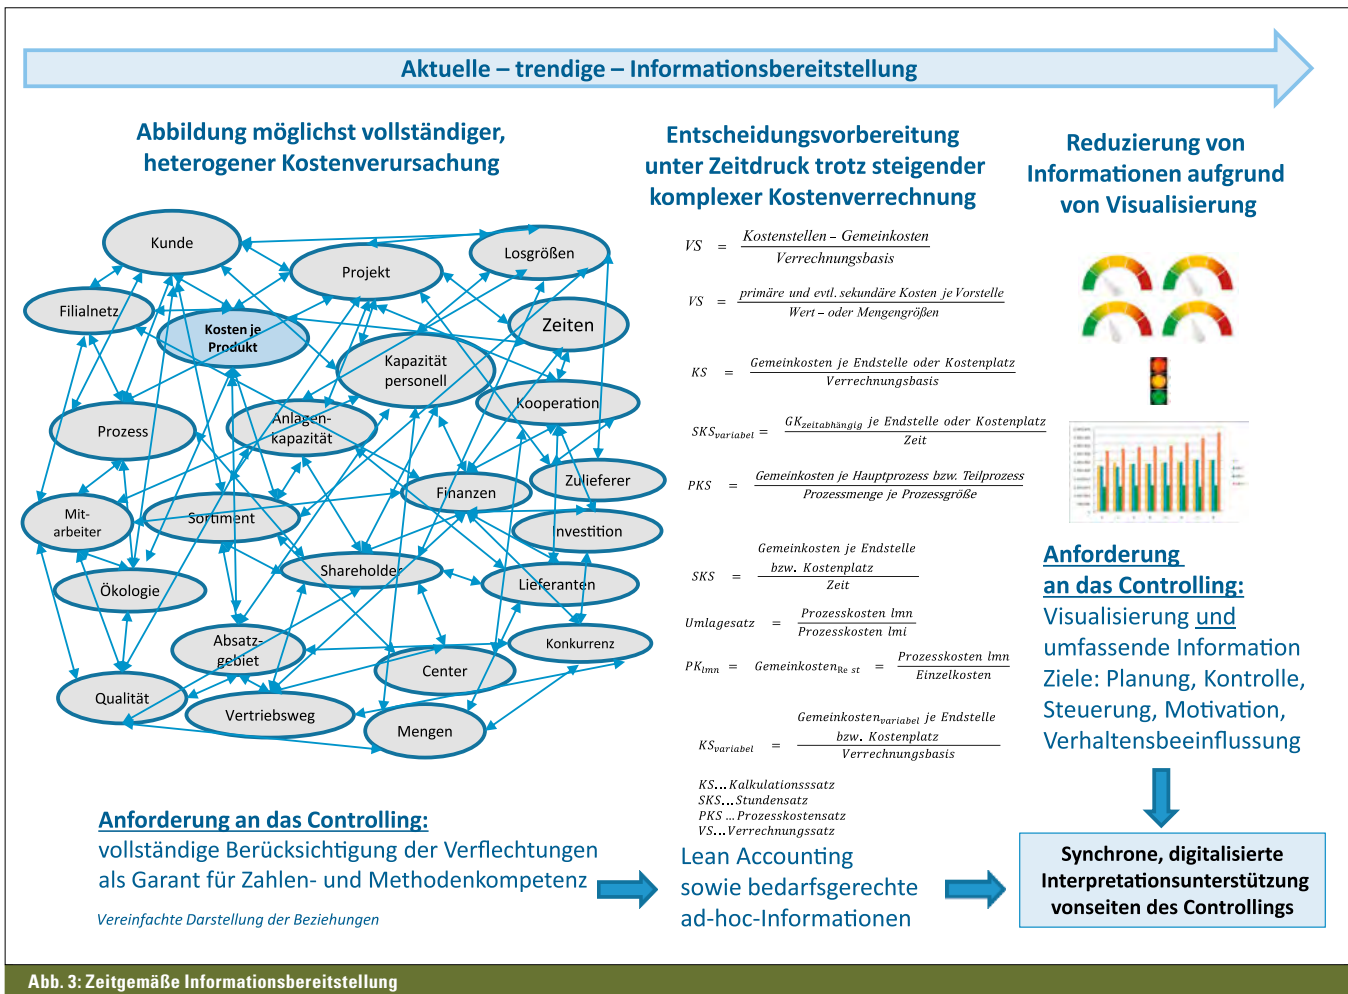 Aktuelle – trendige – Informationsbereitstellung
Abbildung möglichst vollständiger,
heterogener Kostenverursachung
Kunde
Projekt
Losgrößen
Filialnetz
Kosten je
Produkt
Zeiten
Kapazität
personell
Kooperation
Prozess
Anlagen-
kapazität
Zulieferer
Finanzen
Mit-
arbeiter
Sortiment
Investition
Shareholder
Lieferanten
Ökologie
Absatz-
gebiet
Konkurrenz
Center
Qualität
Vertriebsweg
Mengen
Anforderung an das Controlling:
vollständige Berücksichtigung der Verflechtungen
als Garant für Zahlen- und Methodenkompetenz
Vereinfachte Darstellung der Beziehungen
Entscheidungsvorbereitung
unter Zeitdruck trotz steigender
komplexer Kostenverrechnung
VS = Kostenstellen – Gemeinkosten
Verrechnungsbasis
VS = primäre und evtl. sekundäre Kosten je Vorstelle
Wert – oder Mengengrößen
KS = Gemeinkosten je Endstelle oder Kostenplatz
Verrechnungsbasis
SKSvariabel = GKzeitabhängig je Endstelle oder Kostenplatz
Zeit
PKS = Gemeinkosten je Hauptprozess bzw. Teilprozess
Prozessmenge je Prozessgröße
Gemeinkosten je Endstelle
SKS = bzw. Kostenplatz
Zeit
Umlagesatz = Prozesskosten lmn
Prozesskosten lmi
PKlmn = GemeinkostenRe st = Prozesskosten lmn
Einzelkosten
Gemeinkostenvariabel je Endstelle
KSvariabel = bzw. Kostenplatz
Verrechnungsbasis
KS... Kalkulationsssatz
SKS... Stundensatz
PKS ... Prozesskostensatz
VS... Verrechnungssatz
Lean Accounting
sowie bedarfsgerechte
ad-hoc-Informationen
Reduzierung von
Informationen aufgrund
von Visualisierung
Anforderung
an das Controlling:
Visualisierung und
umfassende Information
Ziele: Planung, Kontrolle,
Steuerung, Motivation,
Verhaltensbeeinflussung
Synchrone, digitalisierte
Interpretationsunterstützung
vonseiten des Controllings
Abb. 3: Zeitgemäße Informationsbereitstellung